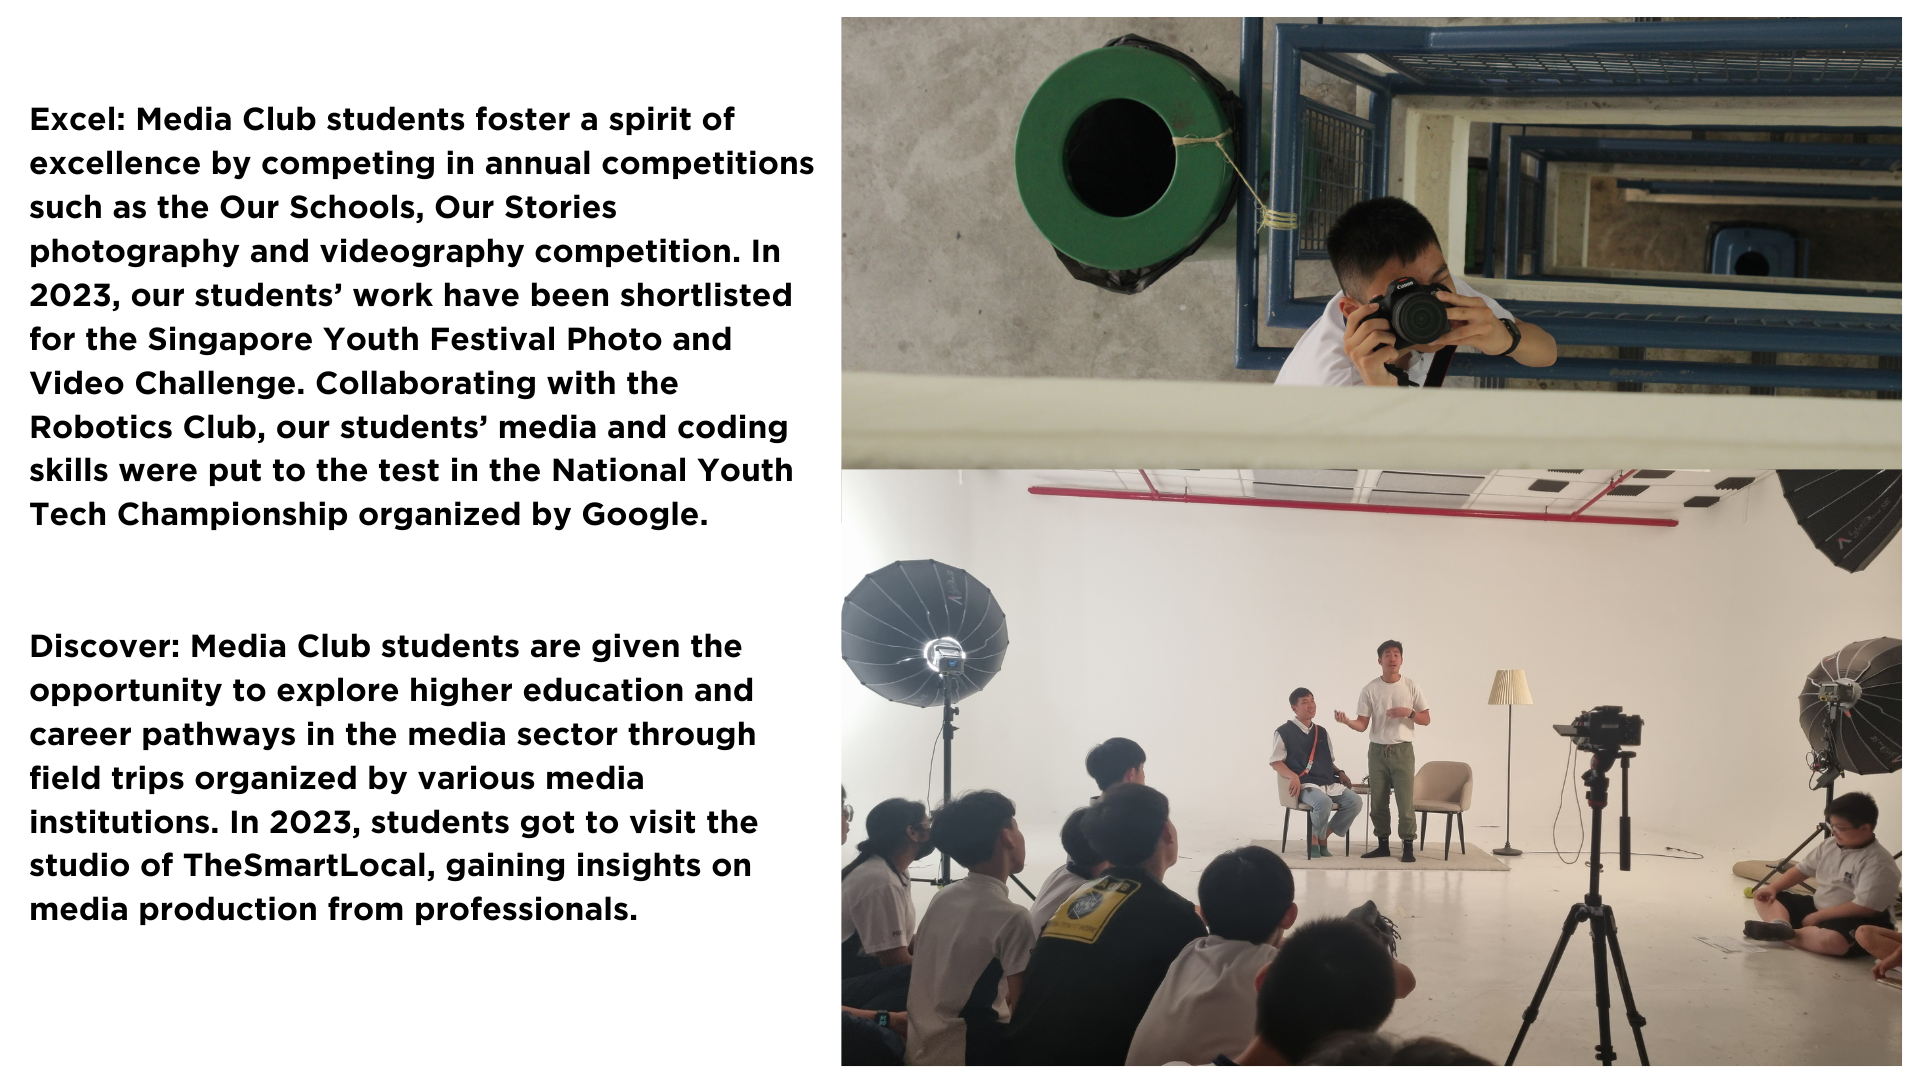 Excel: Media Club students foster a spirit of
excellence by competing in annual competitions
such as the Our Schools, Our Stories
photography and videography competition. In
2023, our students’ work have been shortlisted
for the Singapore Youth Festival Photo and
Video Challenge. Collaborating with the
Robotics Club, our students’ media and coding
skills were put to the test in the National Youth
Tech Championship organized by Google.
Discover: Media Club students are given the
opportunity to explore higher education and
career pathways in the media sector through
field trips organized by various media
institutions. In 2023, students got to visit the
studio of TheSmartLocal, gaining insights on
media production from professionals.
Canon